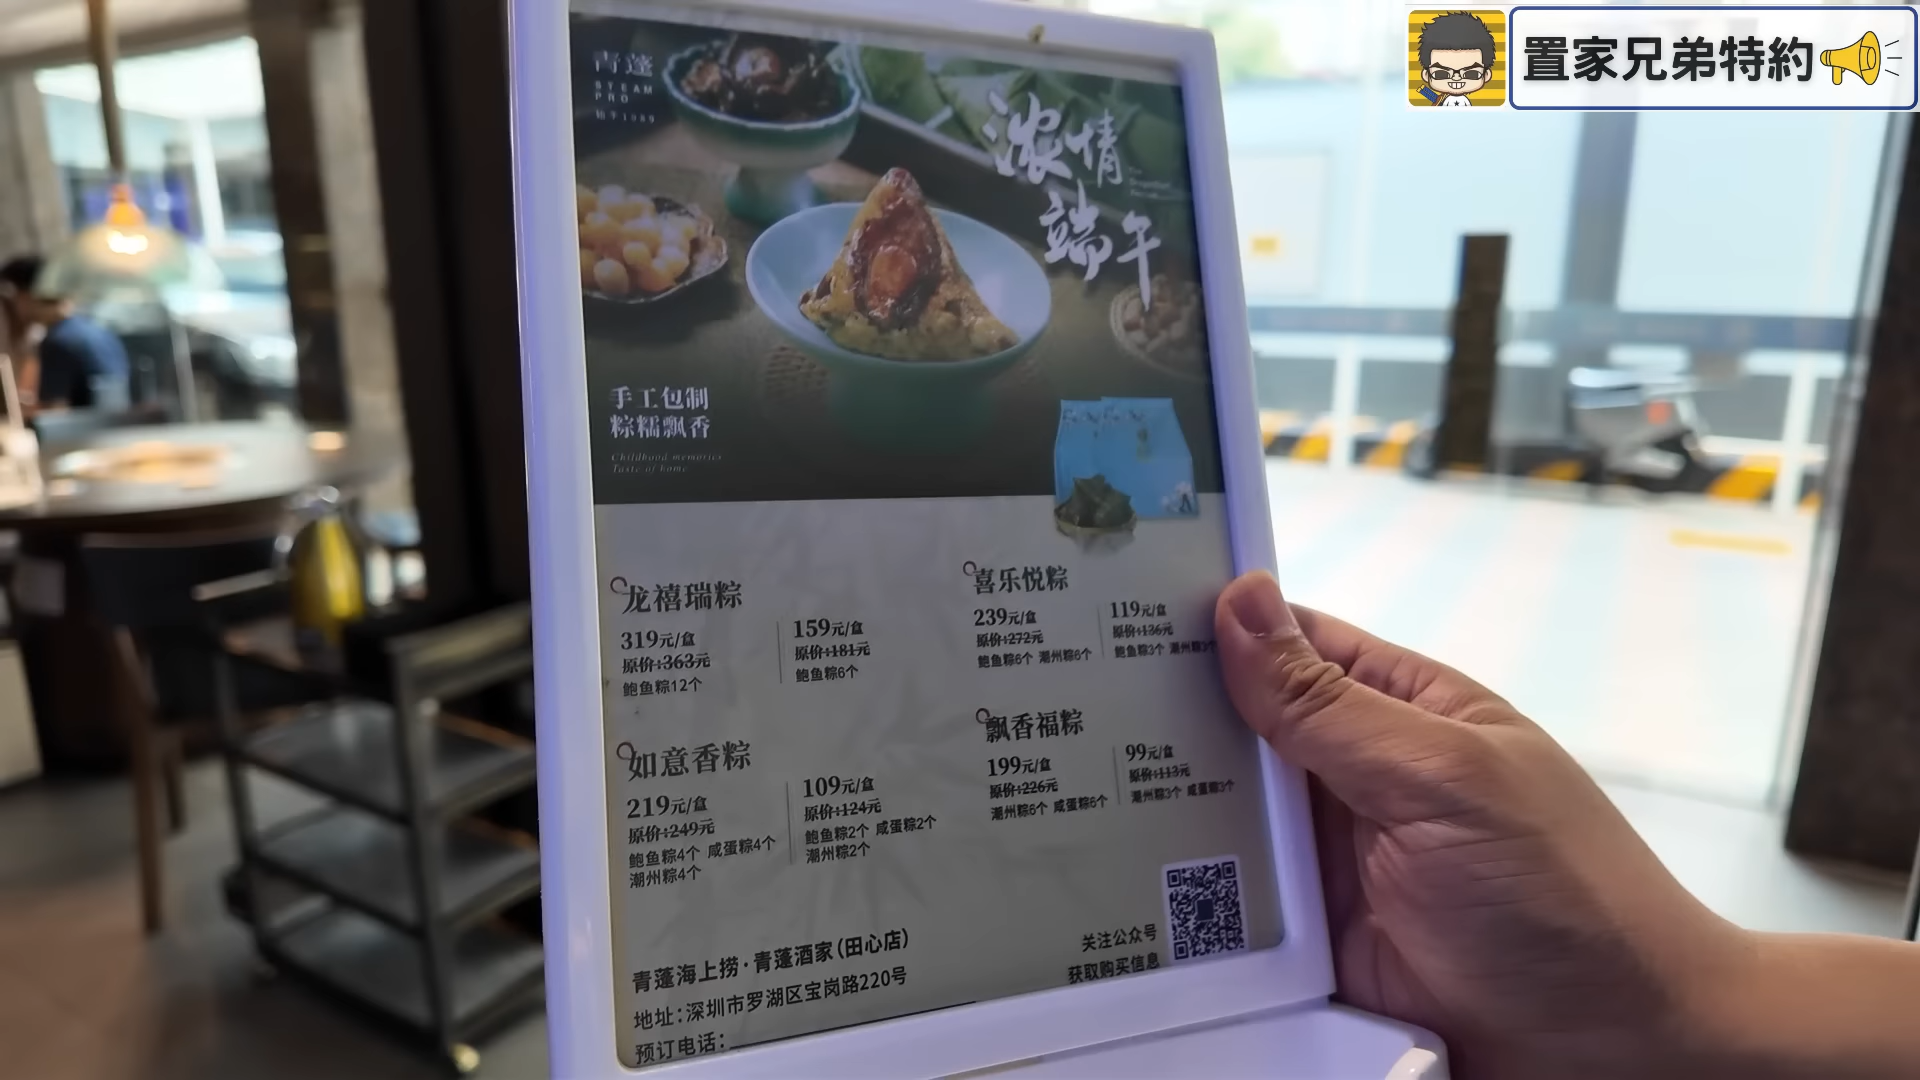 置家兄弟特約
青蓬
STEAM
PRO
始于1989
浓情
端午
手工包制
粽糯飘香
Childhood memories
Taste of home
龙禧瑞粽
319元/盒
原价:363元
鲍鱼粽12个
159元/盒
原价:181元
鲍鱼粽6个
喜乐悦粽
239元/盒
原价:272元
鲍鱼粽6个 潮州粽6个
119元/盒
原价:136元
鲍鱼粽3个 潮州粽3个
如意香粽
219元/盒
原价:249元
鲍鱼粽4个 咸蛋粽4个
潮州粽4个
109元/盒
原价:124元
鲍鱼粽2个 咸蛋粽2个
潮州粽2个
飘香福粽
199元/盒
原价:226元
潮州粽6个 咸蛋粽6个
99元/盒
原价:113元
潮州粽3个 咸蛋粽3个
青蓬海上捞·青蓬酒家(田心店)
地址:深圳市罗湖区宝岗路220号
预订电话:
关注公众号
获取购买信息